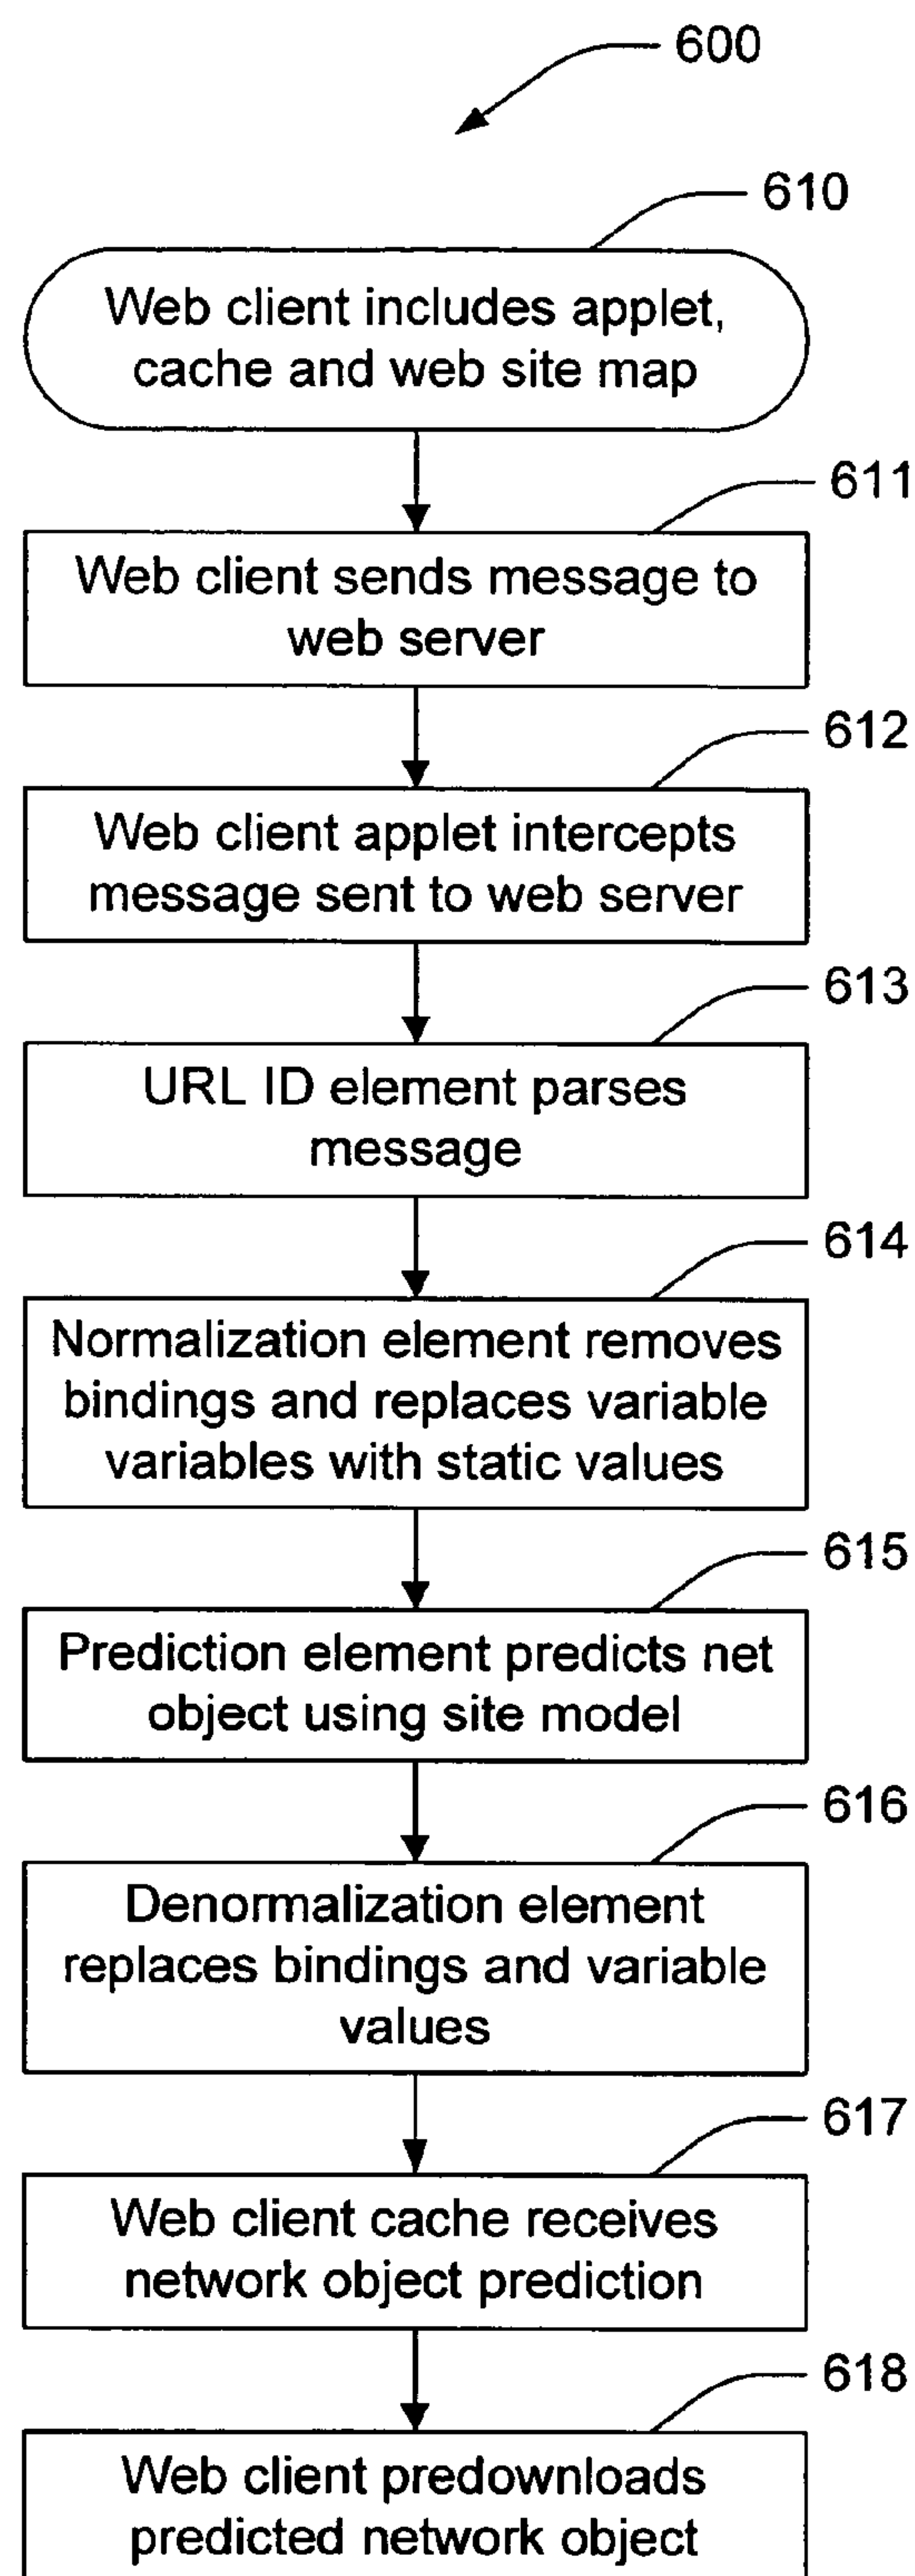 600
610
Web client includes applet,
cache and web site map
611
Web client sends message to
web server
612
Web client applet intercepts
message sent to web server
613
URL ID element parses
message
614
Normalization element removes
bindings and replaces variable
variables with static values
615
Prediction element predicts net
object using site model
616
Denormalization element
replaces bindings and variable
values
617
Web client cache receives
network object prediction
618
Web client predownloads
predicted network object